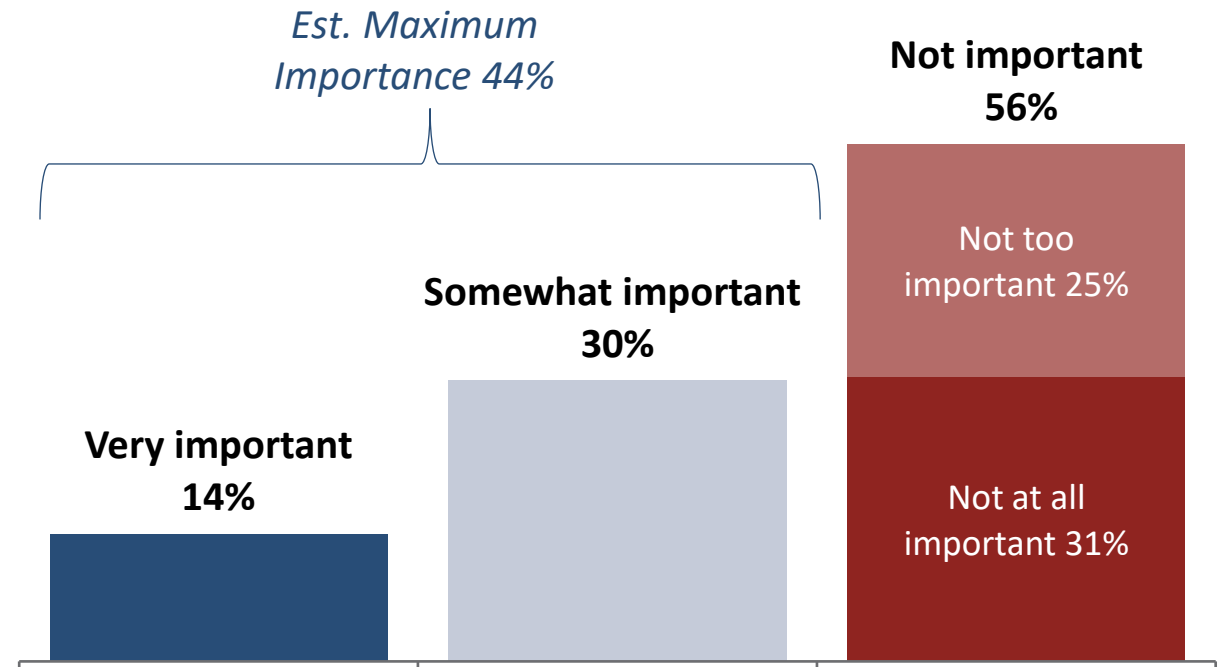 Est. Maximum
Importance 44%
Not important
56%
Not too
important 25%
Somewhat important
30%
Very important
14%
Not at all
important 31%